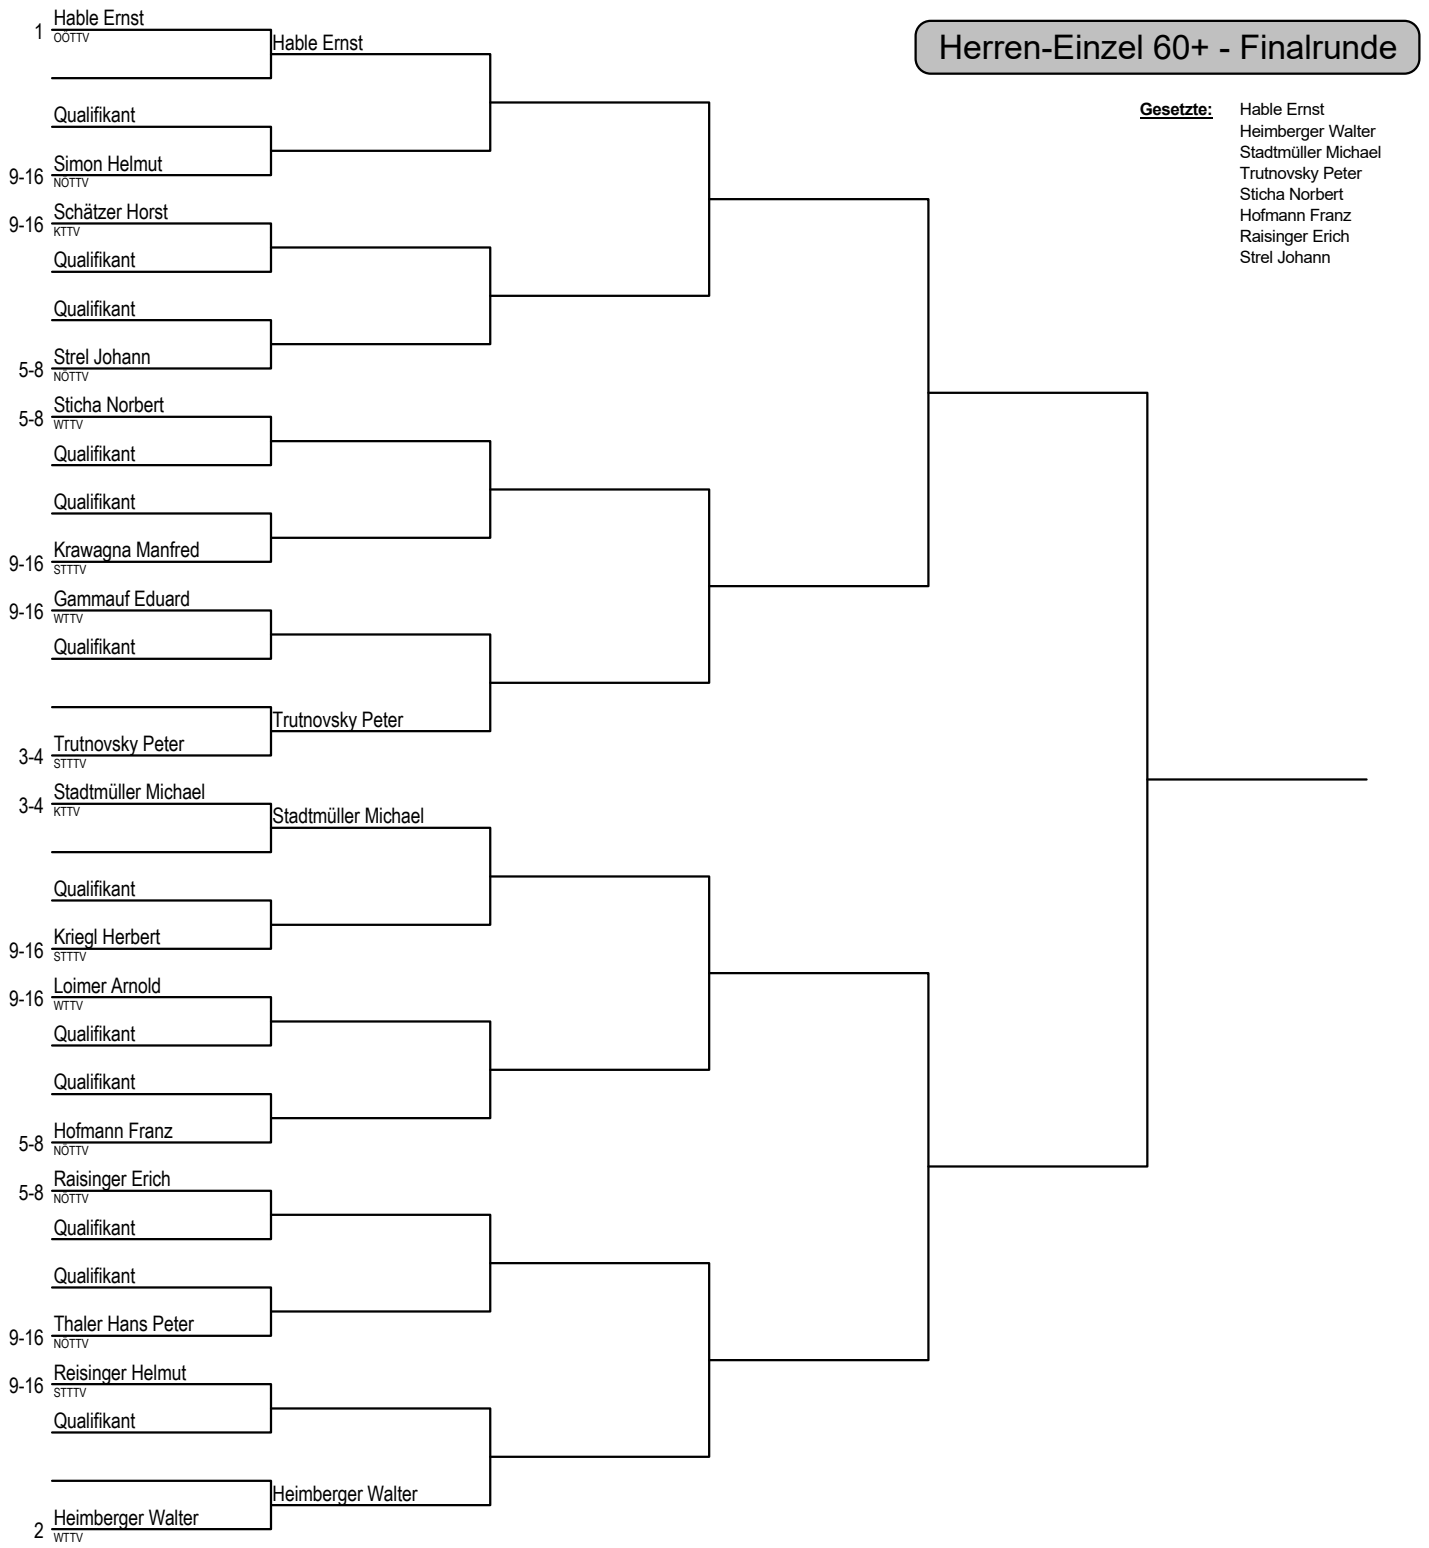 Herren-Einzel 60+ - Finalrunde
Gesetzte: Hable Ernst
Heimberger Walter
Stadtmüller Michael
Trutnovsky Peter
Sticha Norbert
Hofmann Franz
Raisinger Erich
Strel Johann
1 Hable Ernst
OÖTTV
Hable Ernst
Qualifikant
9-16 Simon Helmut
NÖTTV
9-16 Schätzer Horst
KTTV
Qualifikant
Qualifikant
5-8 Strel Johann
NÖTTV
5-8 Sticha Norbert
WTTV
Qualifikant
Qualifikant
9-16 Krawagna Manfred
STTTV
9-16 Gammauf Eduard
WTTV
Qualifikant
Trutnovsky Peter
3-4 Trutnovsky Peter
STTTV
3-4 Stadtmüller Michael
KTTV
Stadtmüller Michael
Qualifikant
9-16 Kriegl Herbert
STTTV
9-16 Loimer Arnold
WTTV
Qualifikant
Qualifikant
5-8 Hofmann Franz
NÖTTV
5-8 Raisinger Erich
NÖTTV
Qualifikant
Qualifikant
9-16 Thaler Hans Peter
NÖTTV
9-16 Reisinger Helmut
STTTV
Qualifikant
Heimberger Walter
2 Heimberger Walter
WTTV